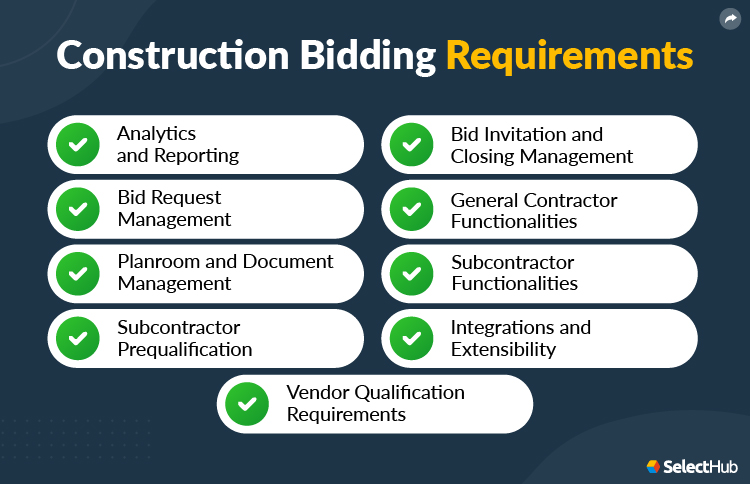 Construction Bidding Requirements
Analytics
and Reporting
Bid Invitation and
Closing Management
Bid Request
Management
General Contractor
Functionalities
Planroom and Document
Management
Subcontractor
Functionalities
Subcontractor
Prequalification
Integrations and
Extensibility
Vendor Qualification
Requirements
SelectHub